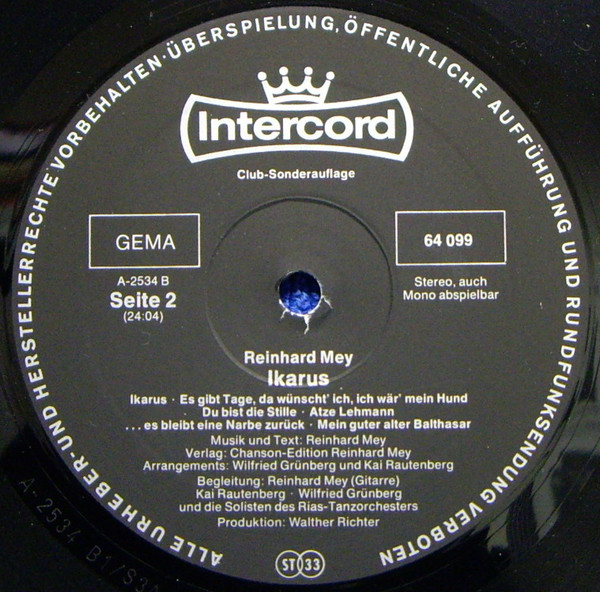 ALLE URHEBER- UND HERSTELLERRECHTE VORBEHALTEN·ÜBERSPIELUNG, ÖFFENTLICHE AUFFÜHRUNG UND RUNDFUNKSENDUNG VERBOTEN
Intercord
Club-Sonderauflage
GEMA
64 099
A-2534 B
Seite 2
(24:04)
Stereo, auch
Mono abspielbar
Reinhard Mey
Ikarus
Ikarus · Es gibt Tage, da wünscht' ich, ich wär' mein Hund
Du bist die Stille · Atze Lehmann
...es bleibt eine Narbe zurück · Mein guter alter Balthasar
Musik und Text: Reinhard Mey
Verlag: Chanson-Edition Reinhard Mey
Arrangements: Wilfried Grünberg und Kai Rautenberg
Begleitung: Reinhard Mey (Gitarre)
Kai Rautenberg · Wilfried Grünberg
und die Solisten des Rias-Tanzorchesters
Produktion: Walther Richter
ST 33
A-2534 B1/S3